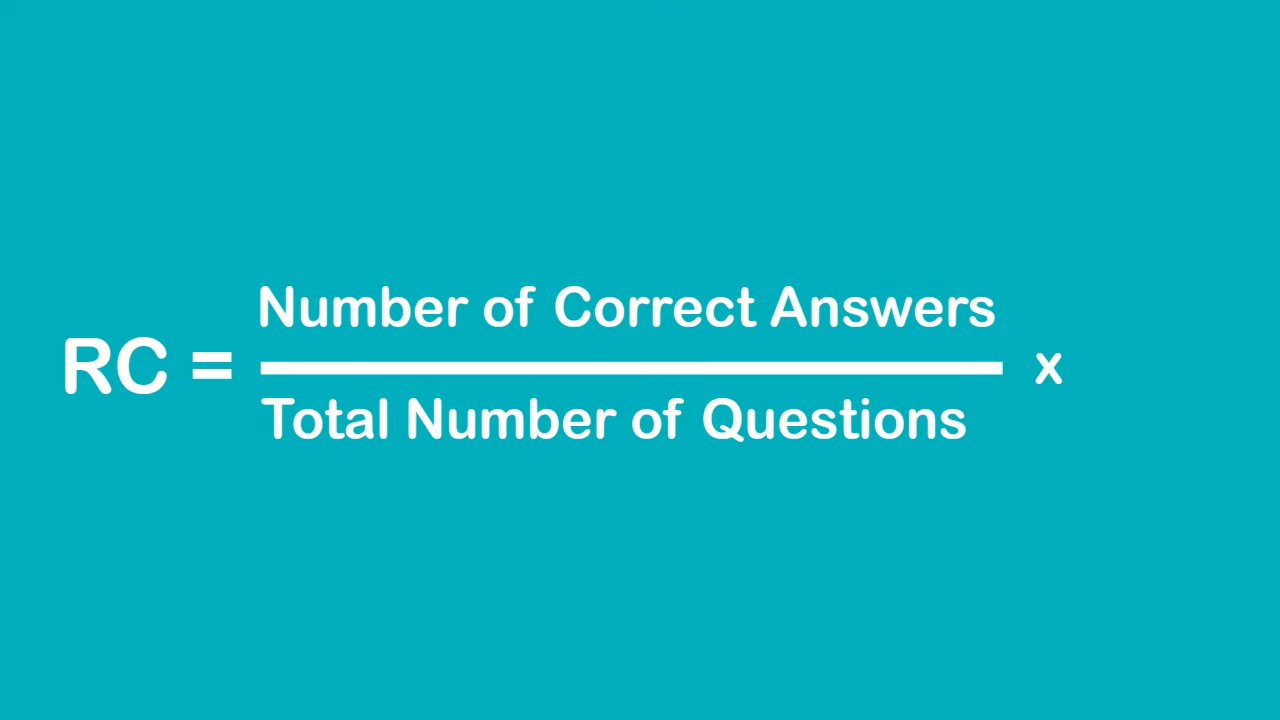 Number of Correct Answers
RC = x
Total Number of Questions